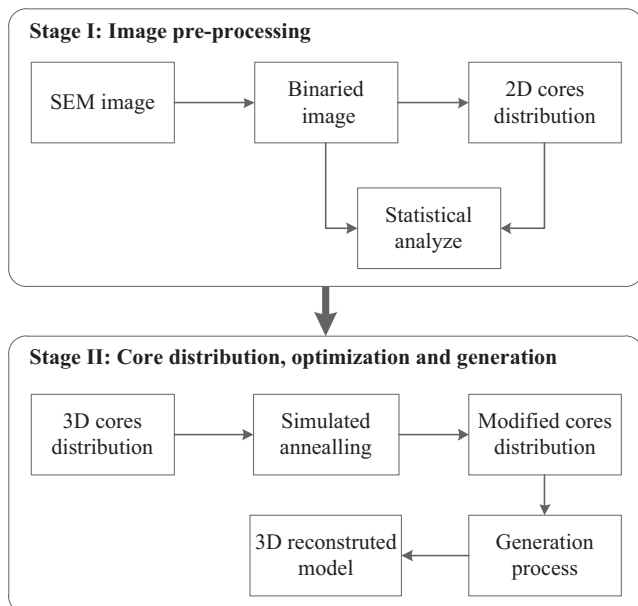 Stage I: Image pre-processing
SEM image
Binaried
image
2D cores
distribution
Statistical
analyze
Stage II: Core distribution, optimization and generation
3D cores
distribution
Simulated
annealling
Modified cores
distribution
3D reconstruted
model
Generation
process